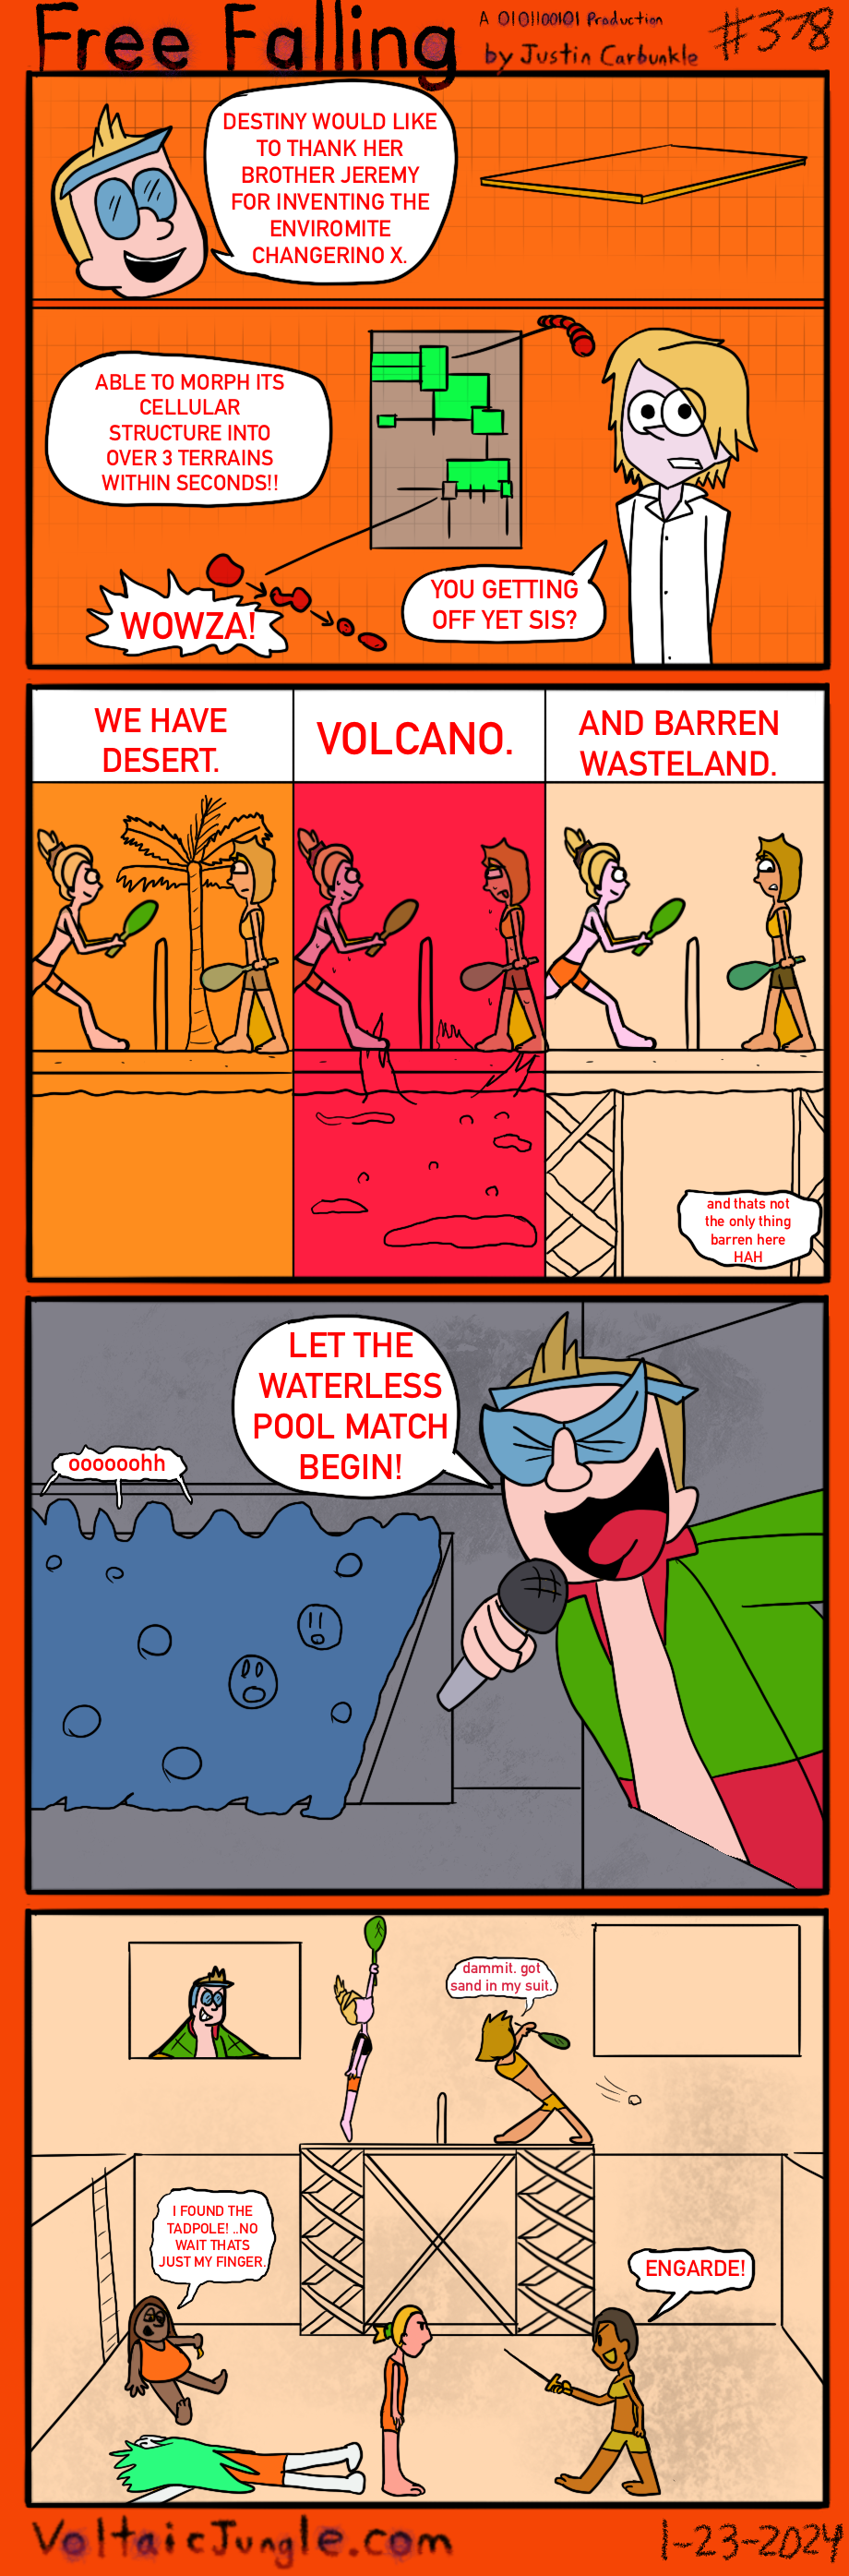 Free Falling
A 0101100101 Production
by Justin Carbunkle
#378
DESTINY WOULD LIKE
TO THANK HER
BROTHER JEREMY
FOR INVENTING THE
ENVIROMITE
CHANGERINO X.
ABLE TO MORPH ITS
CELLULAR
STRUCTURE INTO
OVER 3 TERRAINS
WITHIN SECONDS!!
WOWZA!
YOU GETTING
OFF YET SIS?
WE HAVE
DESERT.
VOLCANO.
AND BARREN
WASTELAND.
and thats not
the only thing
barren here
HAH
LET THE
WATERLESS
POOL MATCH
BEGIN!
oooooohh
dammit. got
sand in my suit.
I FOUND THE
TADPOLE! ..NO
WAIT THATS
JUST MY FINGER.
ENGARDE!
VoltaicJungle.com
1-23-2024